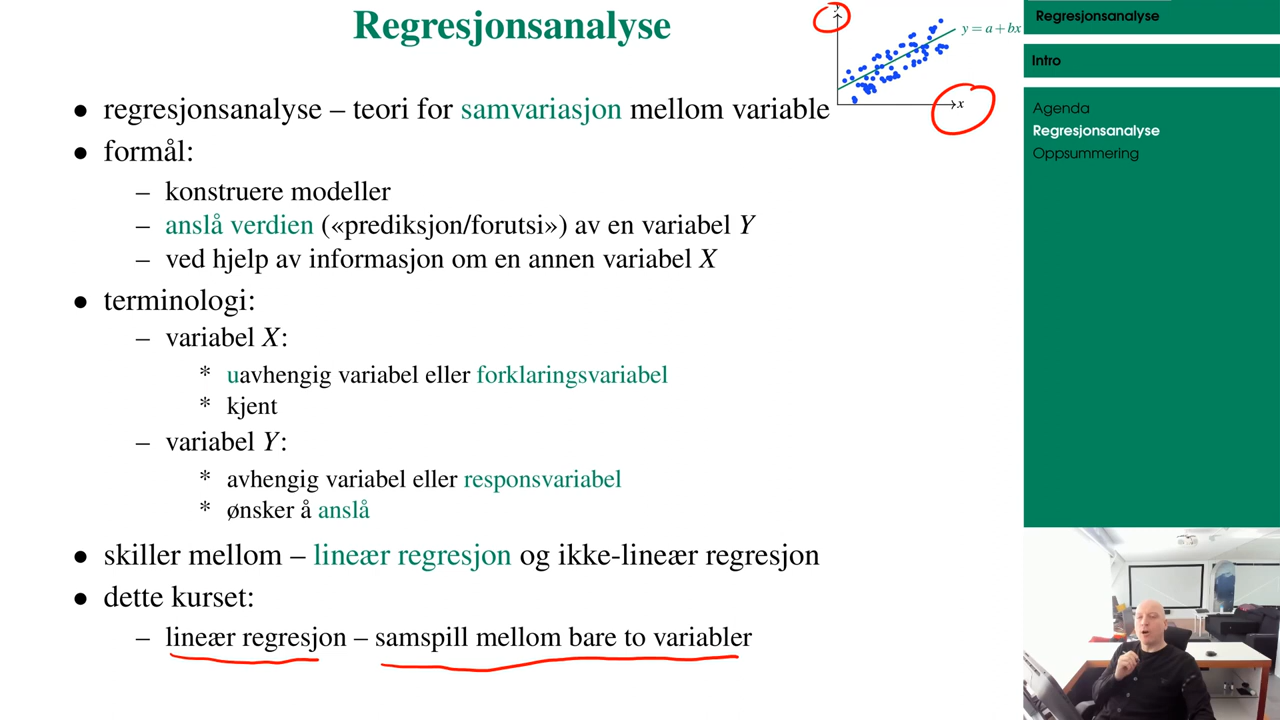 Regresjonsanalyse
y
y = a + bx
x
• regresjonsanalyse – teori for samvariasjon mellom variable
• formål:
– konstruere modeller
– anslå verdien («prediksjon/forutsi») av en variabel Y
– ved hjelp av informasjon om en annen variabel X
• terminologi:
– variabel X:
* uavhengig variabel eller forklaringsvariabel
* kjent
– variabel Y:
* avhengig variabel eller responsvariabel
* ønsker å anslå
• skiller mellom – lineær regresjon og ikke-lineær regresjon
• dette kurset:
– lineær regresjon – samspill mellom bare to variabler
Regresjonsanalyse
Intro
Agenda
Regresjonsanalyse
Oppsummering